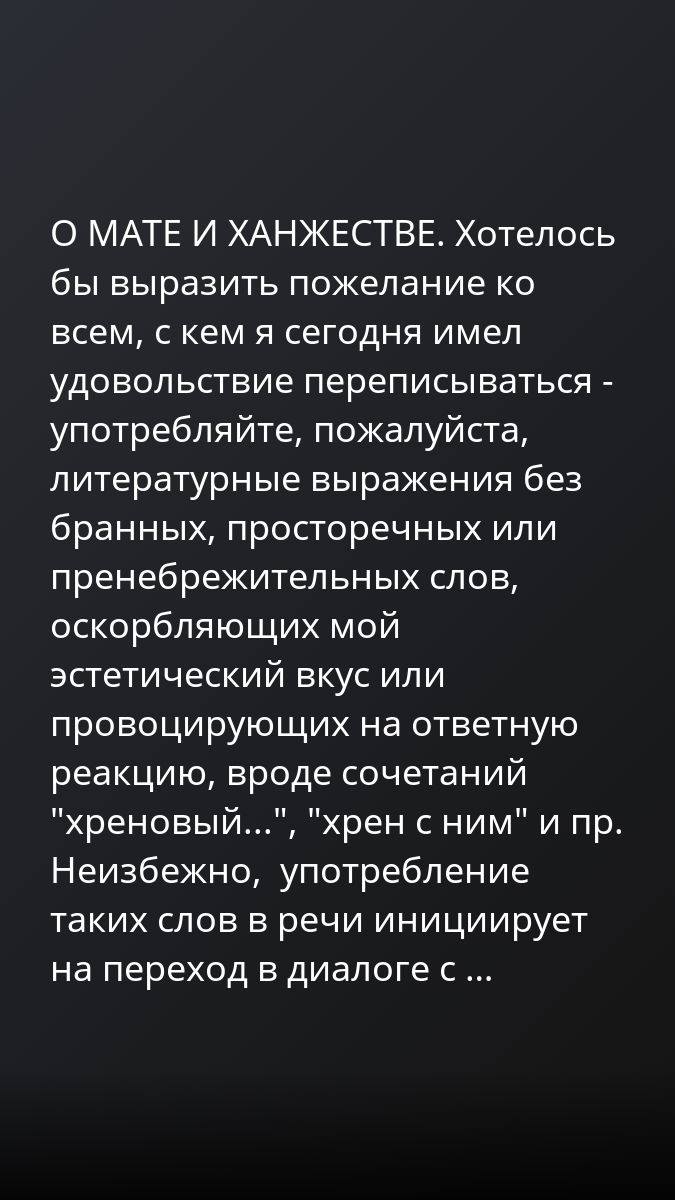 О МАТЕ И ХАНЖЕСТВЕ. Хотелось
бы выразить пожелание ко
всем, с кем я сегодня имел
удовольствие переписываться -
употребляйте, пожалуйста,
литературные выражения без
бранных, просторечных или
пренебрежительных слов,
оскорбляющих мой
эстетический вкус или
провоцирующих на ответную
реакцию, вроде сочетаний
"хреновый...", "хрен с ним" и пр.
Неизбежно,  употребление
таких слов в речи инициирует
на переход в диалоге с ...